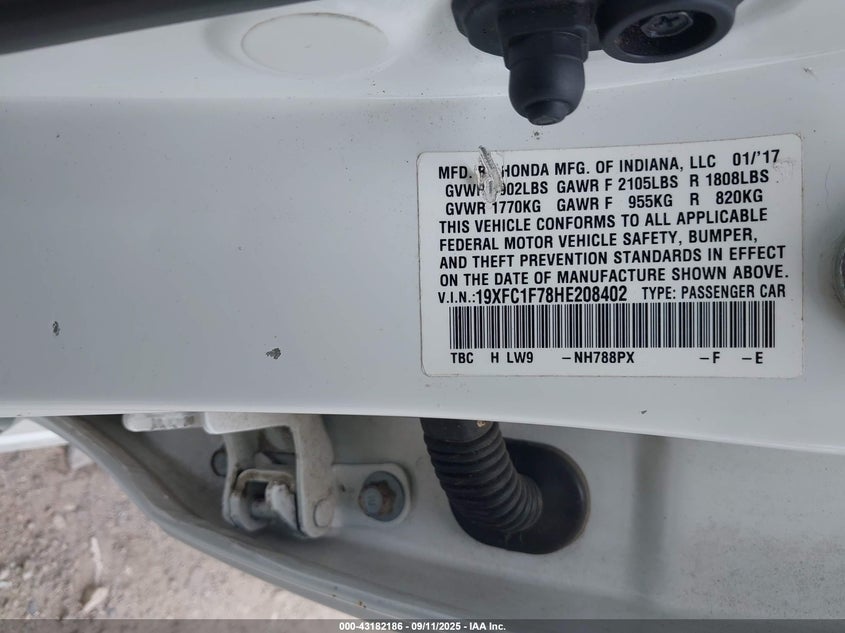 MFD. HONDA MFG. OF INDIANA, LLC 01/'17
GVWR 902LBS GAWR F 2105LBS R 1808LBS
GVWR 1770KG GAWR F 955KG R 820KG
THIS VEHICLE CONFORMS TO ALL APPLICABLE
FEDERAL MOTOR VEHICLE SAFETY, BUMPER,
AND THEFT PREVENTION STANDARDS IN EFFECT
ON THE DATE OF MANUFACTURE SHOWN ABOVE.
V.I.N.:19XFC1F78HE208402 TYPE: PASSENGER CAR
TBC H LW9 -NH788PX -F -E
000-43182186 - 09/11/2025 - IAA Inc.